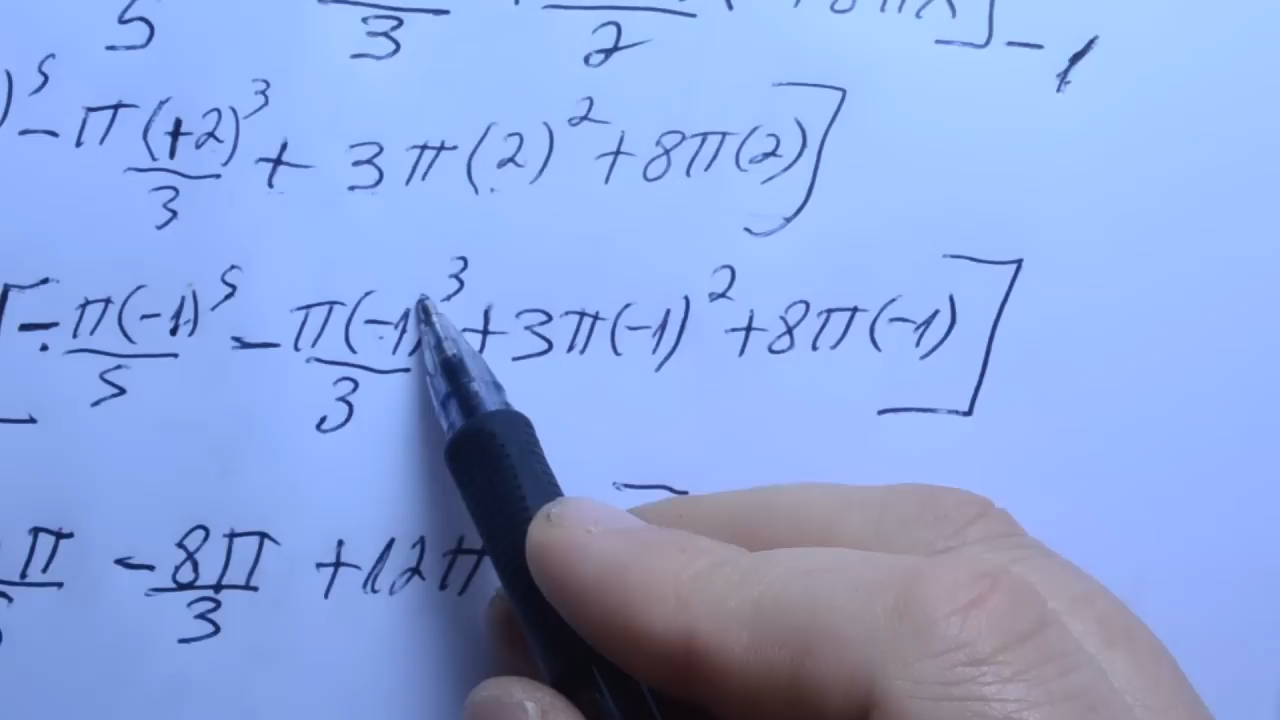 5 3 2 + 8πx]₋₁
)⁵ - π(+2)³/3 + 3π(2)² + 8π(2)]
[-π(-1)⁵/5 - π(-1)³/3 + 3π(-1)² + 8π(-1)]
π - 8π/3 + 12π